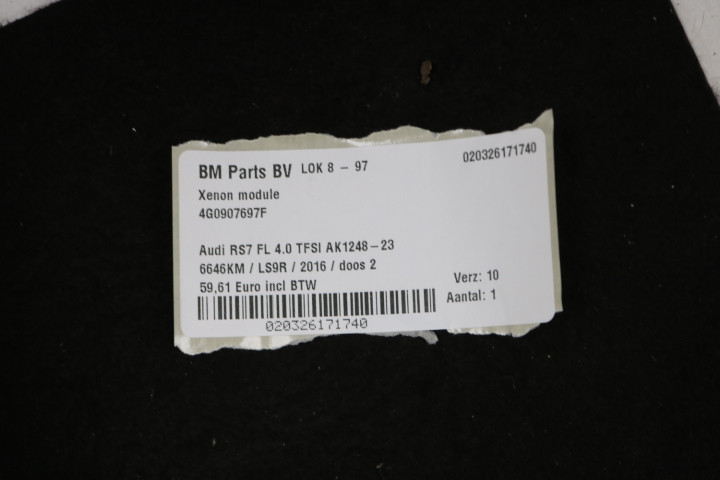 BM Parts BV LOK 8 - 97 020326171740
Xenon module
4G0907697F
Audi RS7 FL 4.0 TFSI AK1248-23
6646KM / LS9R / 2016 / doos 2
59,61 Euro incl BTW
Verz: 10
Aantal: 1
020326171740